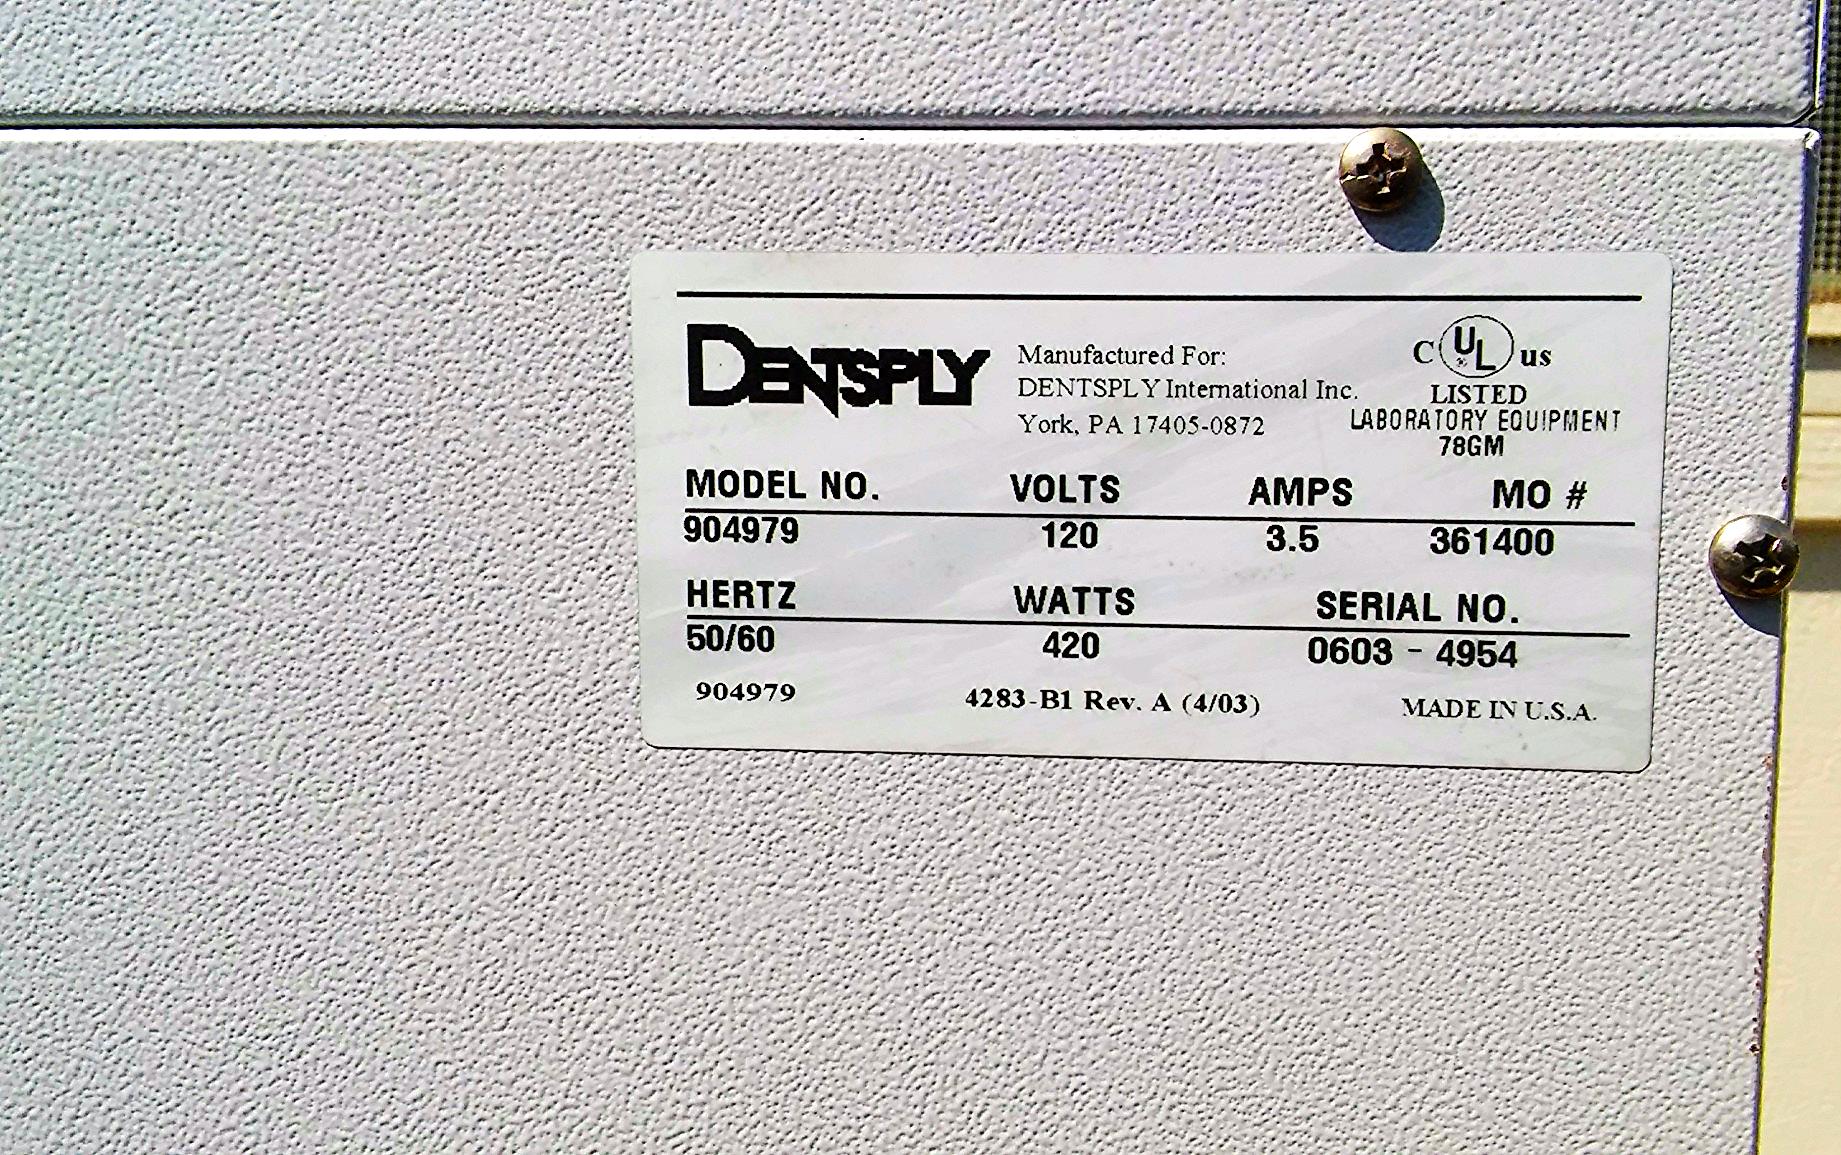 DENTSPLY
Manufactured For:
DENTSPLY International Inc.
York, PA 17405-0872
C UL us
LISTED
LABORATORY EQUIPMENT
78GM
MODEL NO. VOLTS AMPS MO #
904979 120 3.5 361400
HERTZ WATTS SERIAL NO.
50/60 420 0603 - 4954
904979 4283-B1 Rev. A (4/03) MADE IN U.S.A.